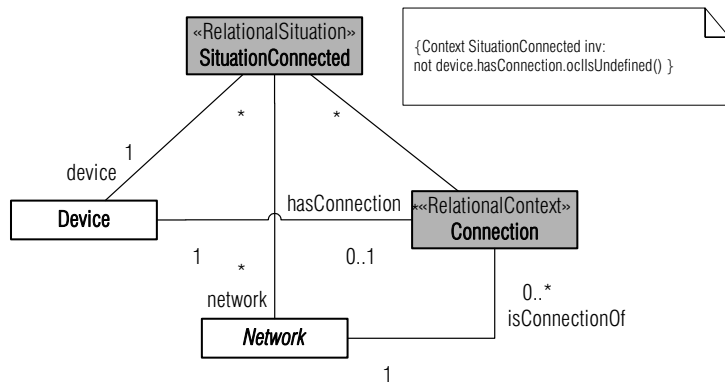 «RelationalSituation»
SituationConnected
{Context SituationConnected inv:
not device.hasConnection.oclIsUndefined() }
*
*
1
device
Device
hasConnection
*
«RelationalContext»
Connection
1
0..1
*
network
0..*
isConnectionOf
Network
1